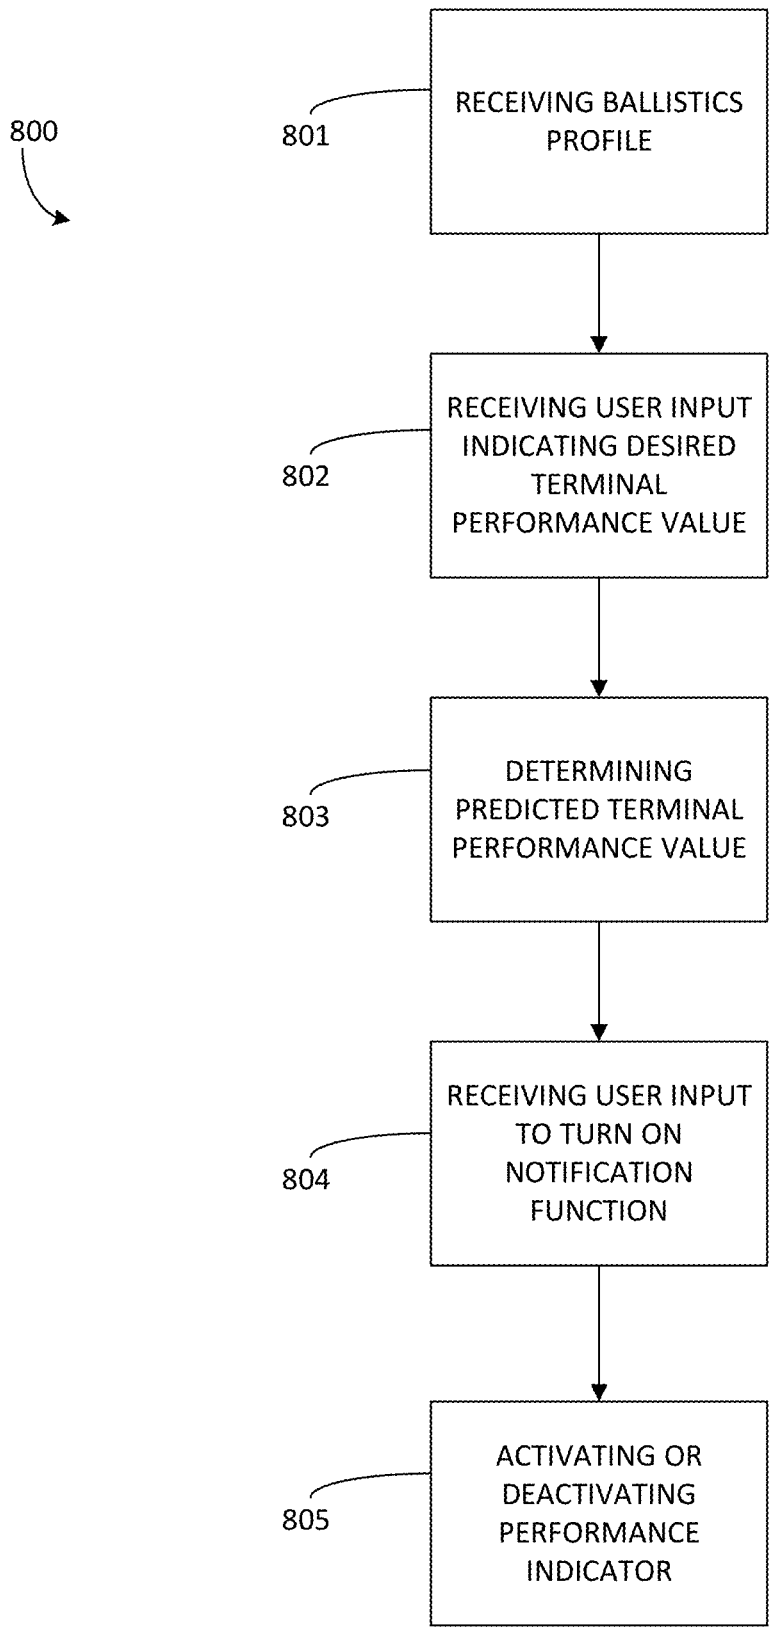 800
801
RECEIVING BALLISTICS
PROFILE
802
RECEIVING USER INPUT
INDICATING DESIRED
TERMINAL
PERFORMANCE VALUE
803
DETERMINING
PREDICTED TERMINAL
PERFORMANCE VALUE
804
RECEIVING USER INPUT
TO TURN ON
NOTIFICATION
FUNCTION
805
ACTIVATING OR
DEACTIVATING
PERFORMANCE
INDICATOR